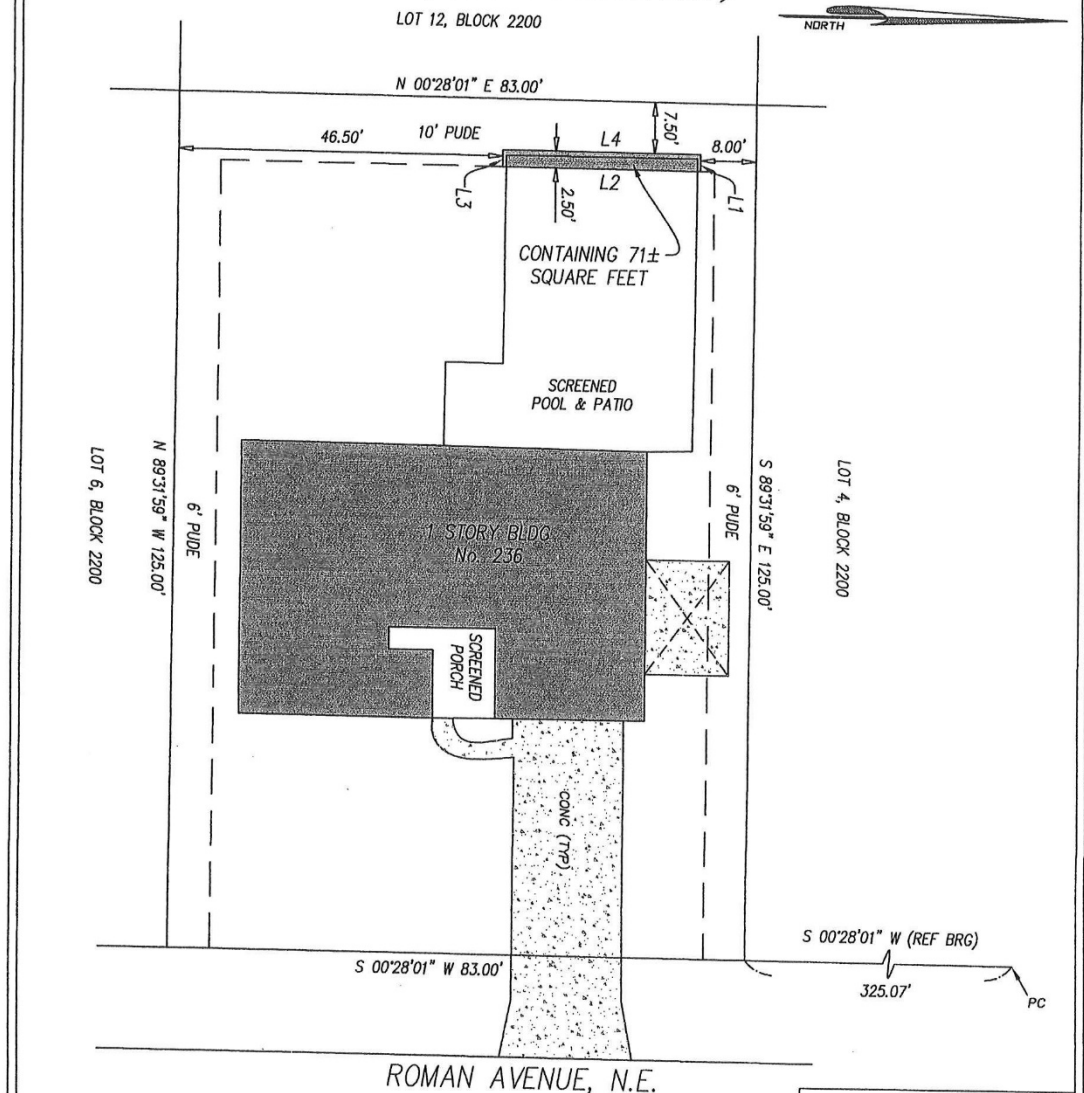 LOT 12, BLOCK 2200
NORTH
N 00°28'01" E 83.00'
46.50'
10' PUDE
L4
7.50'
8.00'
L3
L2
L1
2.50'
CONTAINING 71±
SQUARE FEET
SCREENED
POOL & PATIO
LOT 6, BLOCK 2200
N 89°31'59" W 125.00'
6' PUDE
1 STORY BLDG
No. 236
SCREENED
PORCH
6' PUDE
S 89°31'59" E 125.00'
LOT 4, BLOCK 2200
CONC (TYP)
S 00°28'01" W 83.00'
S 00°28'01" W (REF BRG)
325.07'
PC
ROMAN AVENUE, N.E.